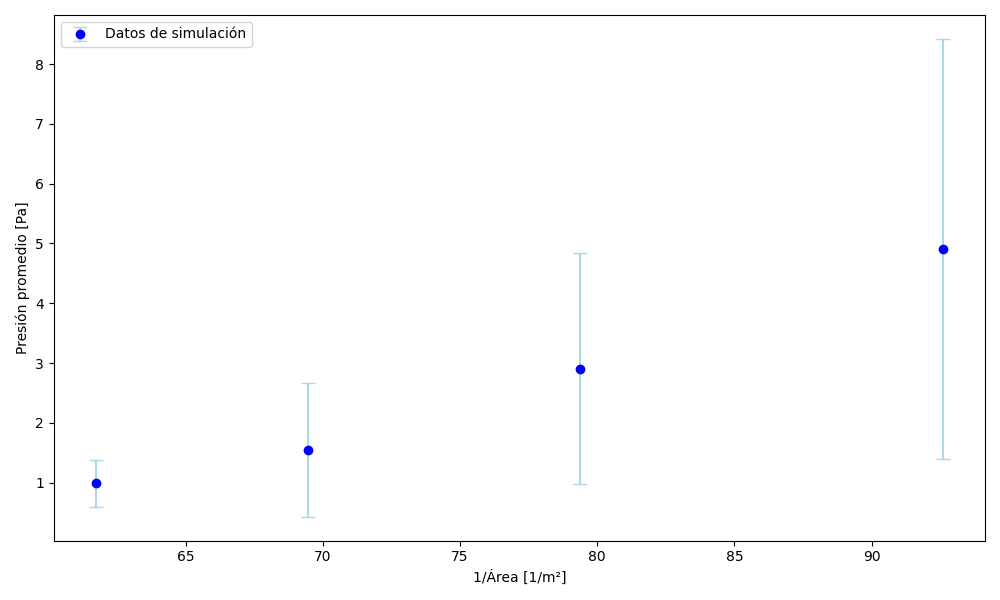 Datos de simulación
Presión promedio [Pa]
8
7
6
5
4
3
2
1
65 70 75 80 85 90
1/Área [1/m²]